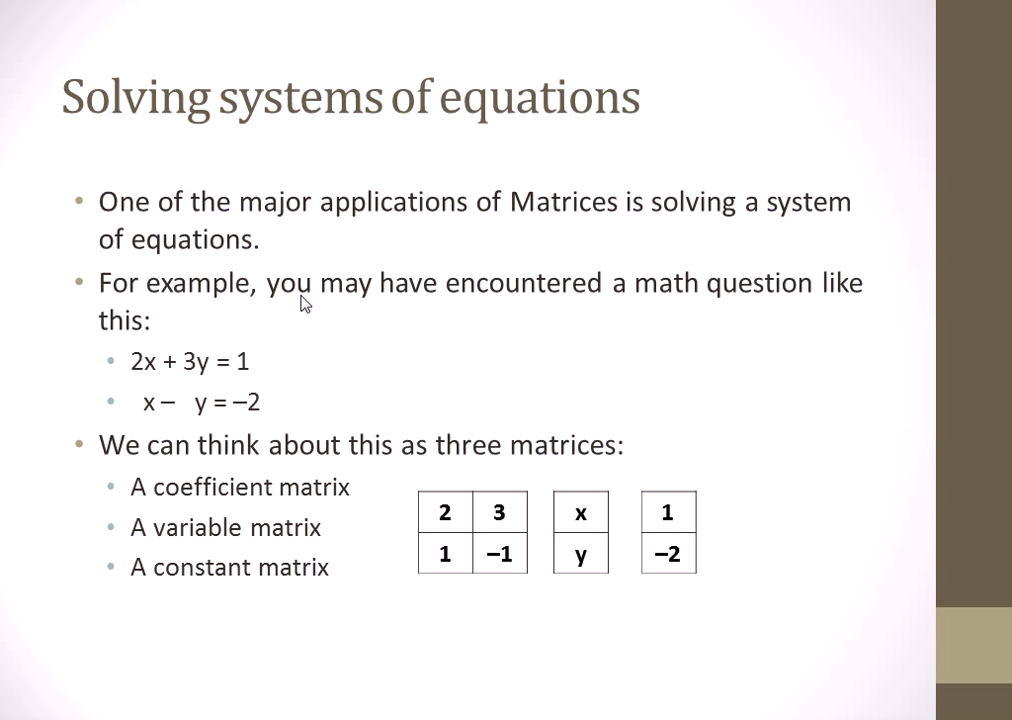 Solving systems of equations
• One of the major applications of Matrices is solving a system
of equations.
• For example, you may have encountered a math question like
this:
• 2x + 3y = 1
• x – y = –2
• We can think about this as three matrices:
• A coefficient matrix
• A variable matrix
• A constant matrix
2 3 x 1
1 –1 y –2